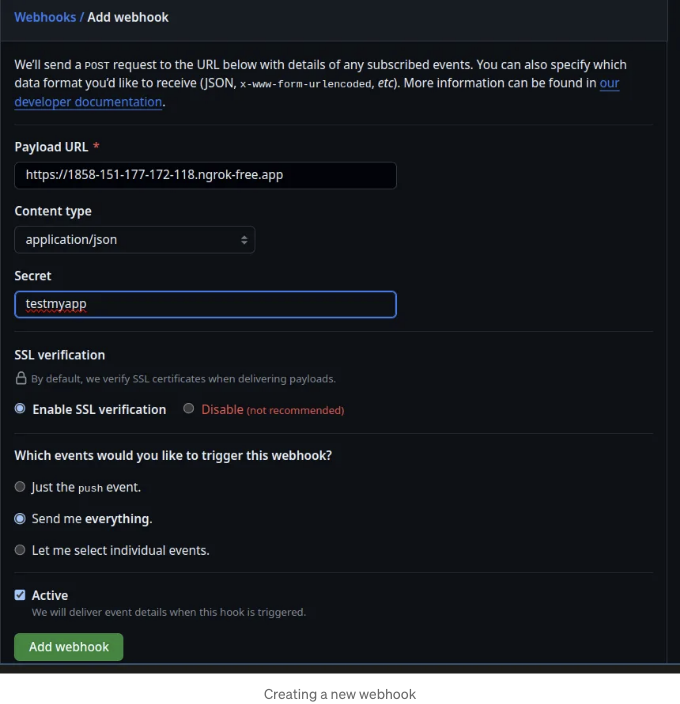 Webhooks / Add webhook
We'll send a POST request to the URL below with details of any subscribed events. You can also specify which
data format you'd like to receive (JSON, x-www-form-urlencoded, etc). More information can be found in our
developer documentation.
Payload URL *
https://1858-151-177-172-118.ngrok-free.app
Content type
application/json
Secret
testmyapp
SSL verification
By default, we verify SSL certificates when delivering payloads.
Enable SSL verification Disable (not recommended)
Which events would you like to trigger this webhook?
Just the push event.
Send me everything.
Let me select individual events.
Active
We will deliver event details when this hook is triggered.
Add webhook
Creating a new webhook